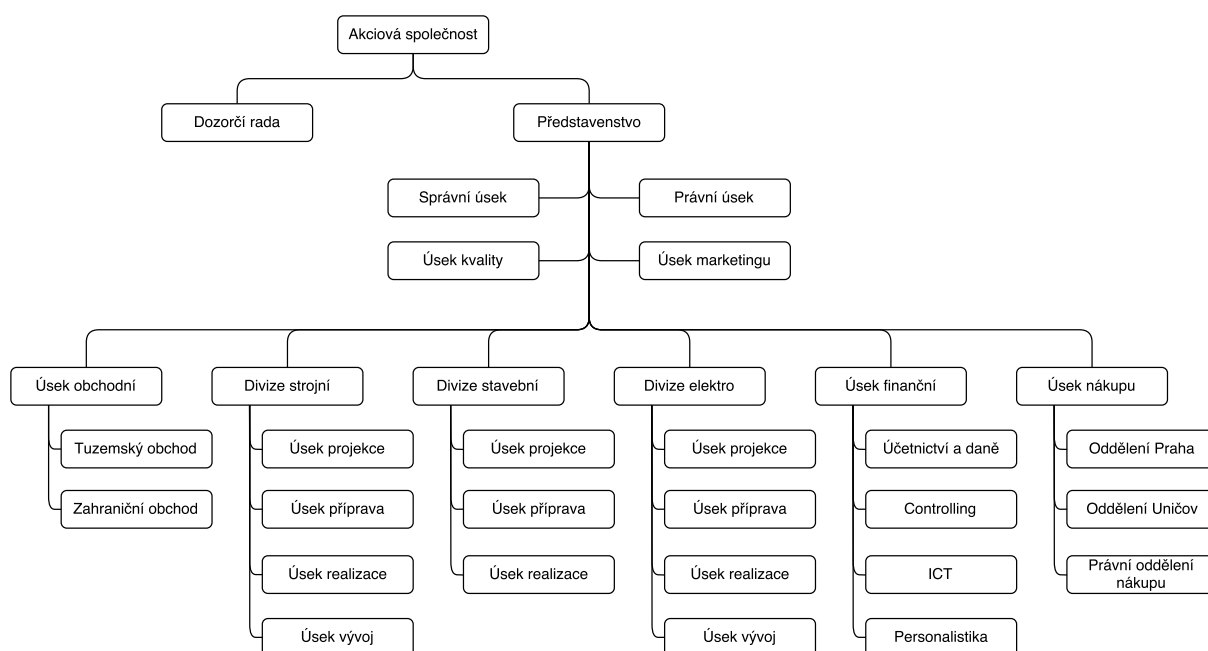 Akciová společnost
Dozorčí rada
Představenstvo
Správní úsek
Právní úsek
Úsek kvality
Úsek marketingu
Úsek obchodní
Divize strojní
Divize stavební
Divize elektro
Úsek finanční
Úsek nákupu
Tuzemský obchod
Úsek projekce
Úsek projekce
Úsek projekce
Účetnictví a daně
Oddělení Praha
Zahraniční obchod
Úsek příprava
Úsek příprava
Úsek příprava
Controlling
Oddělení Uničov
Úsek realizace
Úsek realizace
Úsek realizace
ICT
Právní oddělení
nákupu
Úsek vývoj
Úsek vývoj
Personalistika